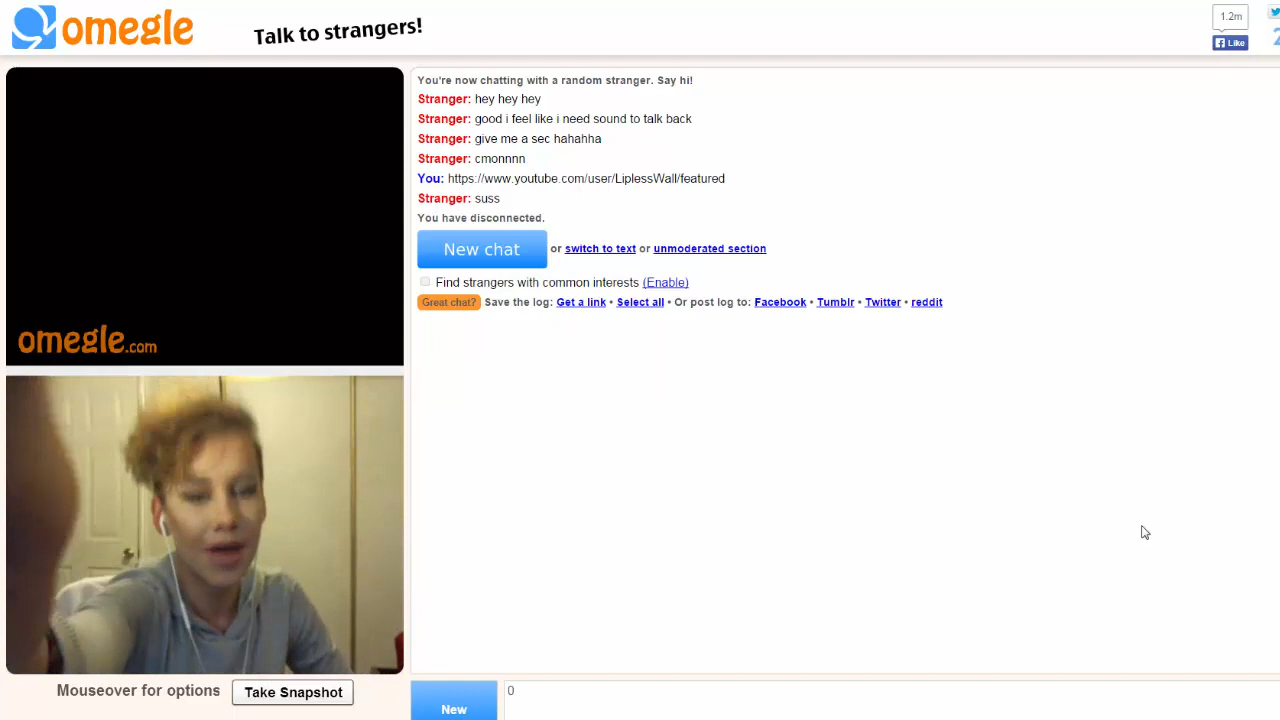 omegle
Talk to strangers!
1.2m
Like
You're now chatting with a random stranger. Say hi!
Stranger: hey hey hey
Stranger: good i feel like i need sound to talk back
Stranger: give me a sec hahahha
Stranger: cmonnnn
You: https://www.youtube.com/user/LiplessWall/featured
Stranger: suss
You have disconnected.
New chat or switch to text or unmoderated section
Find strangers with common interests (Enable)
Great chat? Save the log: Get a link • Select all • Or post log to: Facebook • Tumblr • Twitter • reddit
omegle.com
Mouseover for options Take Snapshot
New
0